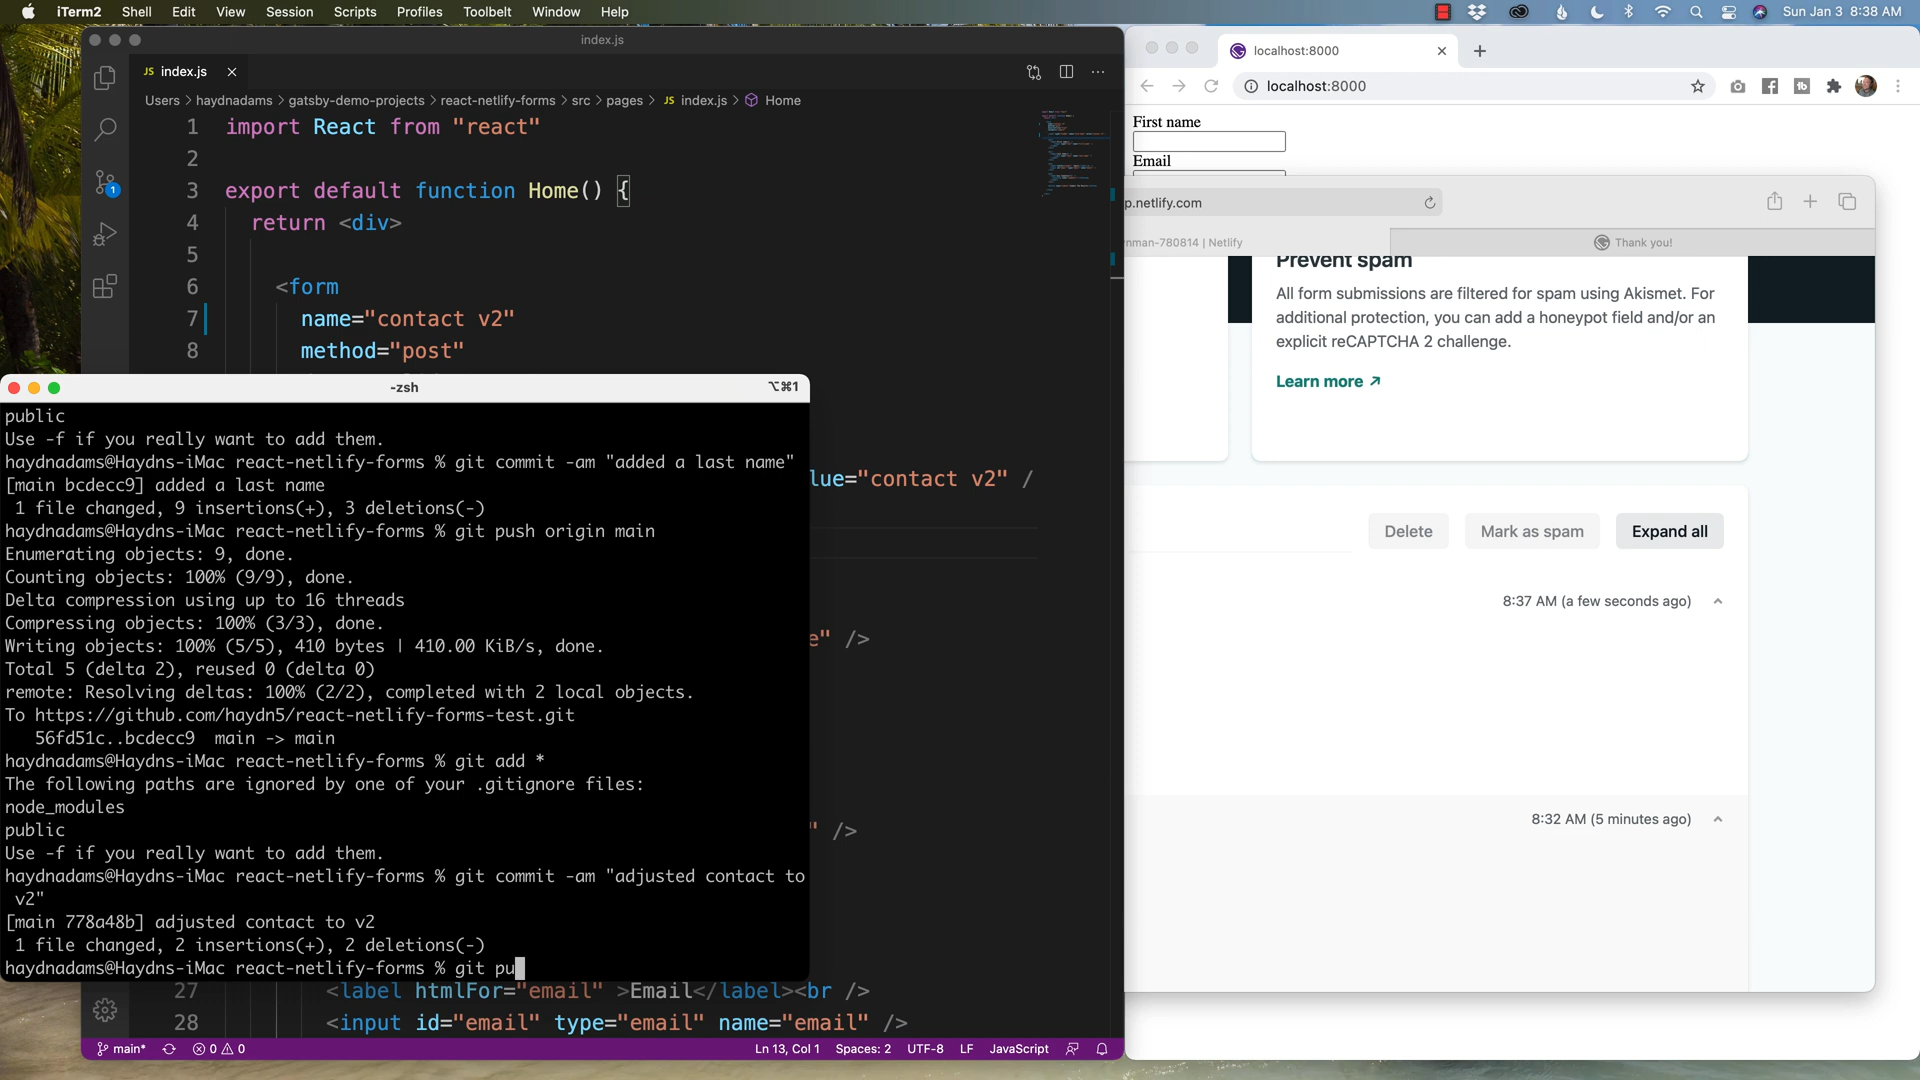 iTerm2 Shell Edit View Session Scripts Profiles Toolbelt Window Help
Sun Jan 3 8:38 AM
index.js
JS index.js
Users > haydnadams > gatsby-demo-projects > react-netlify-forms > src > pages > JS index.js > Home
1 import React from "react"
2
3 export default function Home() {
4 return <div>
5
6 <form
7 name="contact v2"
8 method="post"
lue="contact v2" /
e" />
" />
27 <label htmlFor="email" >Email</label><br />
28 <input id="email" type="email" name="email" />
1
main* 0 0
Ln 13, Col 1 Spaces: 2 UTF-8 LF JavaScript
-zsh
⌥⌘1
public
Use -f if you really want to add them.
haydnadams@Haydns-iMac react-netlify-forms % git commit -am "added a last name"
[main bcdecc9] added a last name
1 file changed, 9 insertions(+), 3 deletions(-)
haydnadams@Haydns-iMac react-netlify-forms % git push origin main
Enumerating objects: 9, done.
Counting objects: 100% (9/9), done.
Delta compression using up to 16 threads
Compressing objects: 100% (3/3), done.
Writing objects: 100% (5/5), 410 bytes | 410.00 KiB/s, done.
Total 5 (delta 2), reused 0 (delta 0)
remote: Resolving deltas: 100% (2/2), completed with 2 local objects.
To https://github.com/haydn5/react-netlify-forms-test.git
56fd51c..bcdecc9 main -> main
haydnadams@Haydns-iMac react-netlify-forms % git add *
The following paths are ignored by one of your .gitignore files:
node_modules
public
Use -f if you really want to add them.
haydnadams@Haydns-iMac react-netlify-forms % git commit -am "adjusted contact to
v2"
[main 778a48b] adjusted contact to v2
1 file changed, 2 insertions(+), 2 deletions(-)
haydnadams@Haydns-iMac react-netlify-forms % git pu
localhost:8000
localhost:8000
First name
Email
p.netlify.com
nman-780814 | Netlify
Thank you!
Prevent spam
All form submissions are filtered for spam using Akismet. For
additional protection, you can add a honeypot field and/or an
explicit reCAPTCHA 2 challenge.
Learn more ↗
Delete
Mark as spam
Expand all
8:37 AM (a few seconds ago)
8:32 AM (5 minutes ago)